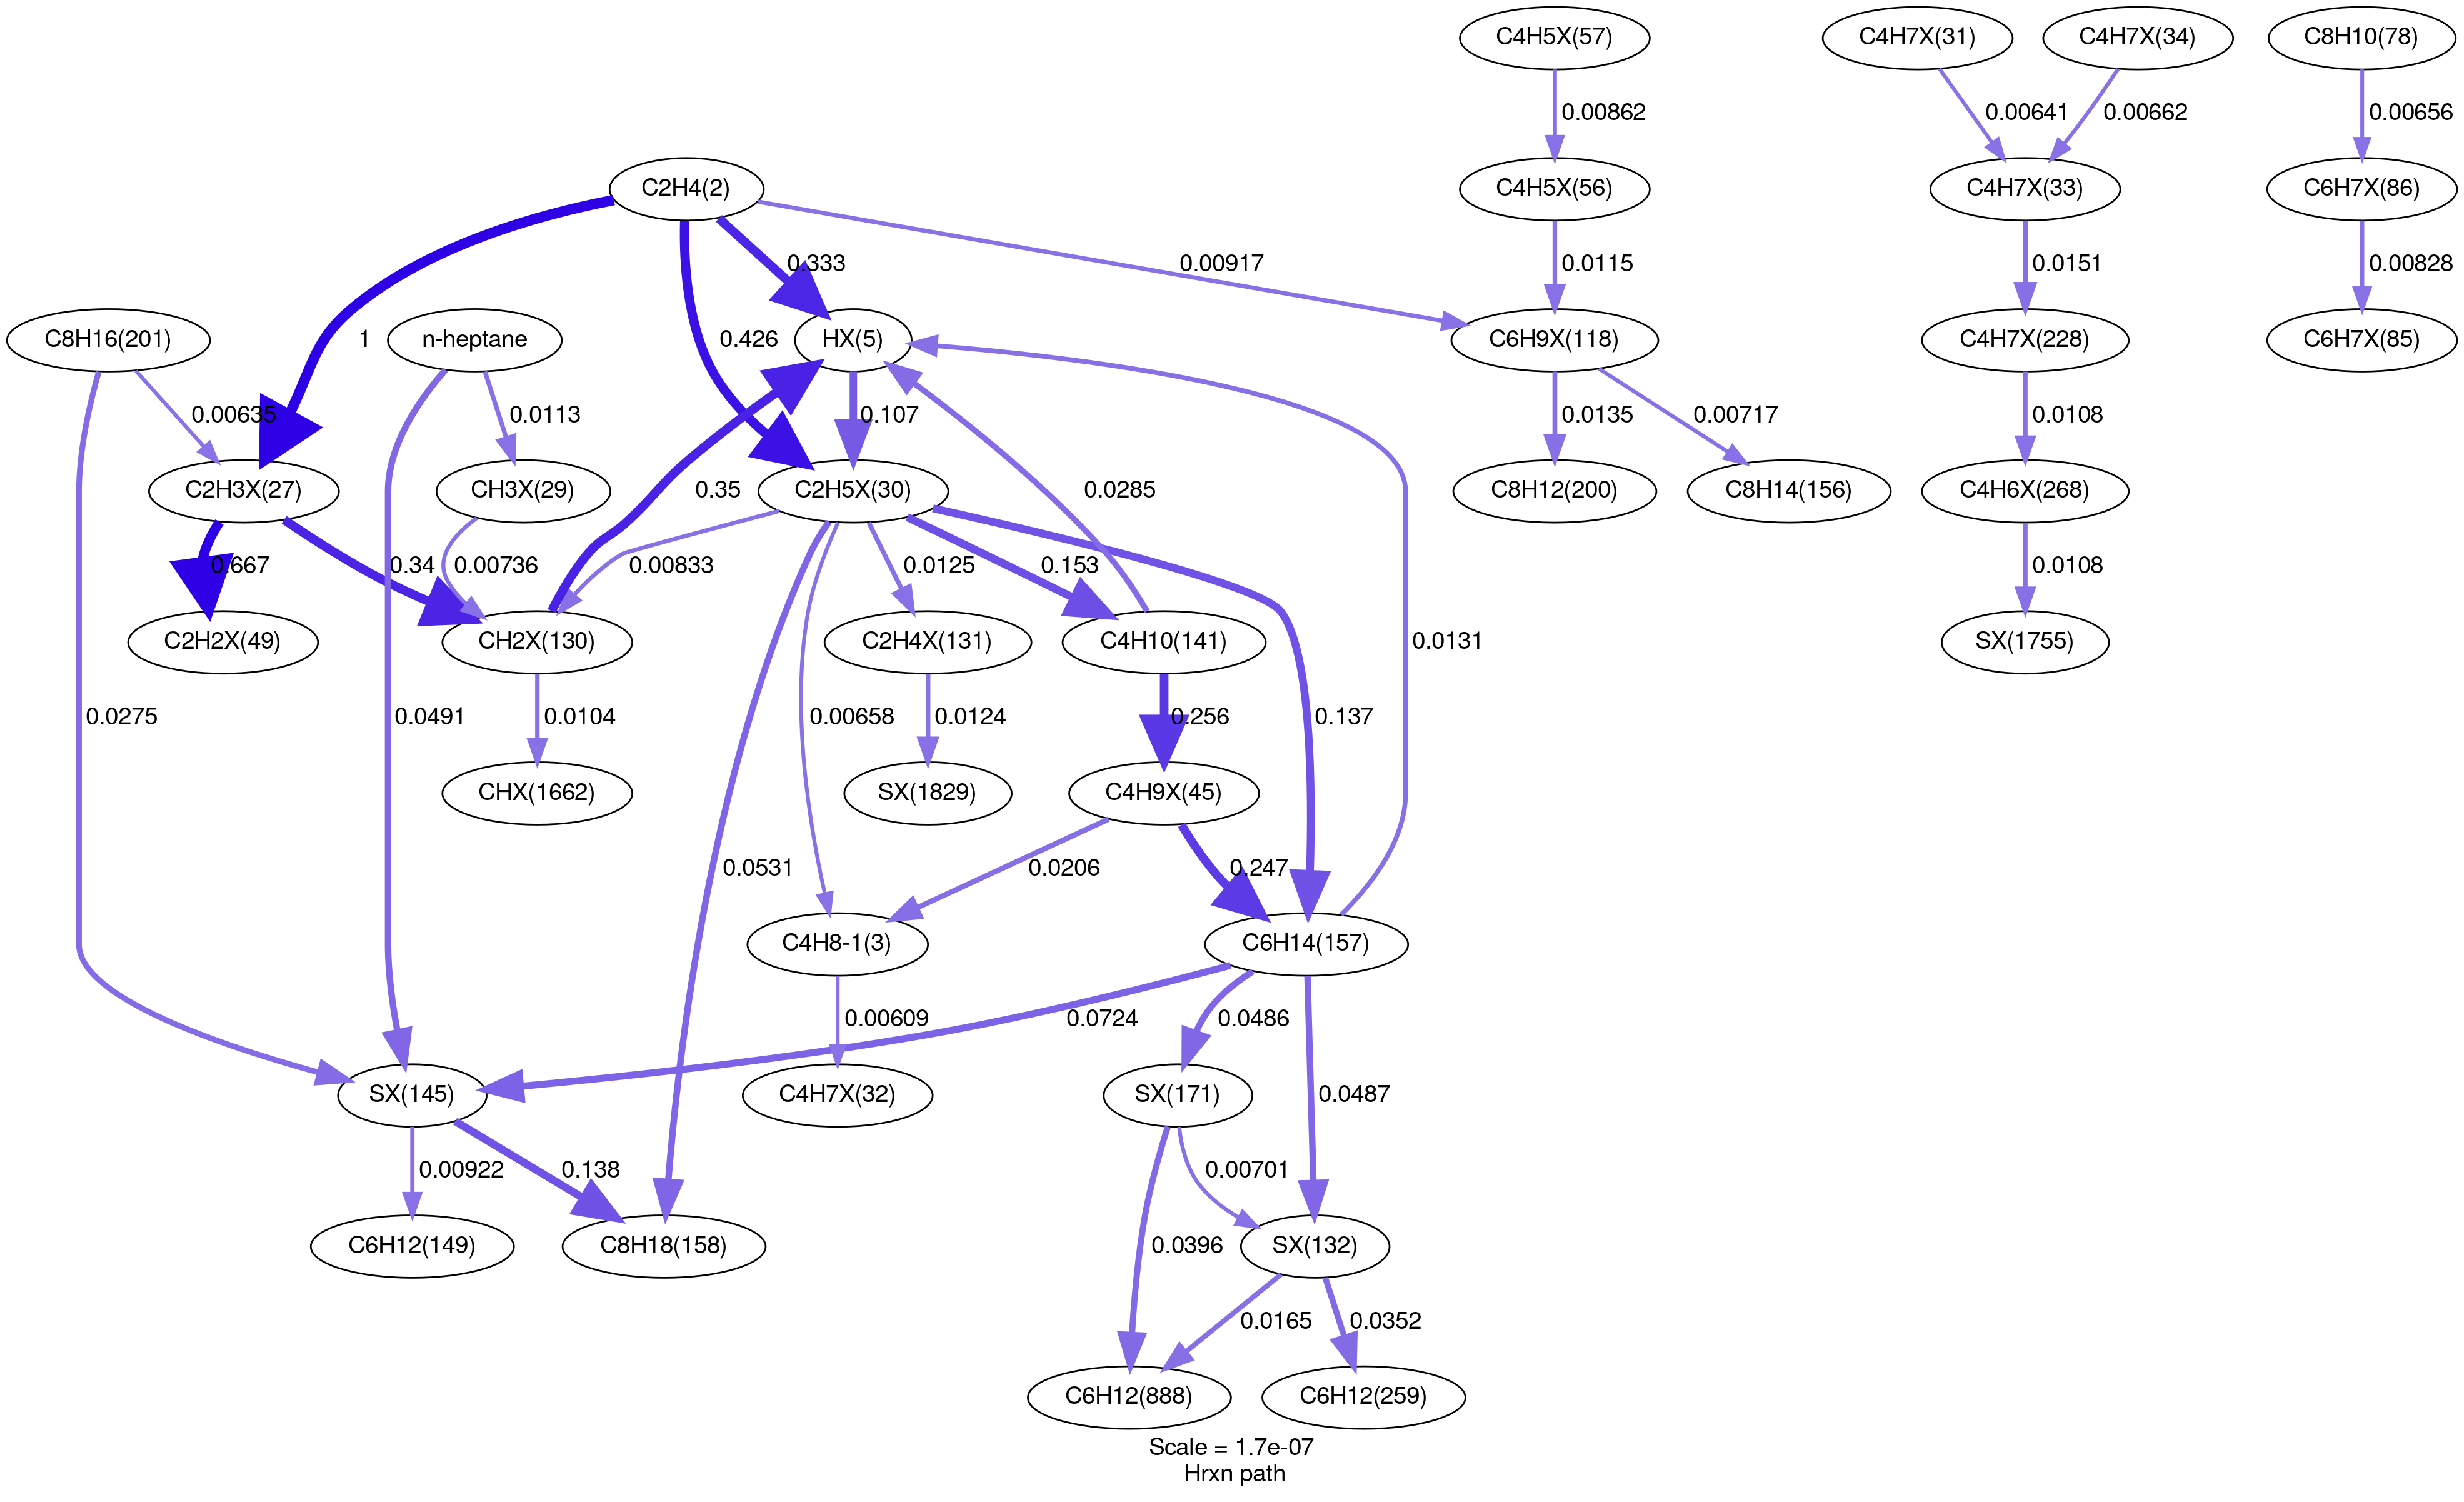 C4H5X(57)
C4H7X(31)
C4H7X(34)
C8H10(78)
0.00862
0.00641
0.00662
0.00656
C2H4(2)
C4H5X(56)
C4H7X(33)
C6H7X(86)
0.333
0.00917
0.0115
0.0151
0.00828
C8H16(201)
1
n-heptane
0.426
HX(5)
C6H9X(118)
C4H7X(228)
C6H7X(85)
0.00635
0.0113
0.107
0.0135
0.00717
0.0108
C2H3X(27)
CH3X(29)
0.35
C2H5X(30)
0.0285
C8H12(200)
C8H14(156)
C4H6X(268)
0.667
0.34
0.00736
0.00833
0.0125
0.153
0.0108
C2H2X(49)
CH2X(130)
C2H4X(131)
C4H10(141)
0.0131
SX(1755)
0.0275
0.0491
0.0104
0.00658
0.0124
0.256
0.137
CHX(1662)
SX(1829)
C4H9X(45)
0.0531
0.0206
0.247
C4H8-1(3)
C6H14(157)
0.00609
0.0724
0.0486
0.0487
SX(145)
C4H7X(32)
SX(171)
0.00922
0.138
0.00701
C6H12(149)
C8H18(158)
0.0396
SX(132)
0.0165
0.0352
C6H12(888)
C6H12(259)
Scale = 1.7e-07
Hrxn path